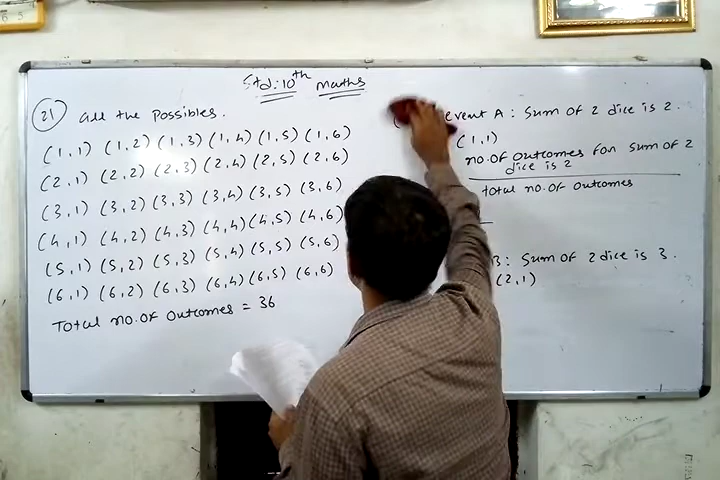 Std: 10th maths
21 all the possibles.
(1,1) (1,2) (1,3) (1,4) (1,5) (1,6)
(2,1) (2,2) (2,3) (2,4) (2,5) (2,6)
(3,1) (3,2) (3,3) (3,4) (3,5) (3,6)
(4,1) (4,2) (4,3) (4,4) (4,5) (4,6)
(5,1) (5,2) (5,3) (5,4) (5,5) (5,6)
(6,1) (6,2) (6,3) (6,4) (6,5) (6,6)
Total no. of outcomes = 36
event A: Sum of 2 dice is 2.
(1,1)
no. of outcomes for sum of 2
dice is 2
total no. of outcomes
: Sum of 2 dice is 3.
(2,1)